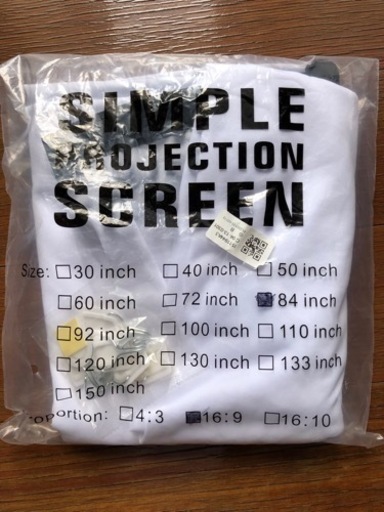 SIMPLE
PROJECTION
SCREEN
Size: 30 inch 40 inch 50 inch
60 inch 72 inch 84 inch
92 inch 100 inch 110 inch
120 inch 130 inch 133 inch
150 inch
roportion: 4:3 16:9 16:10